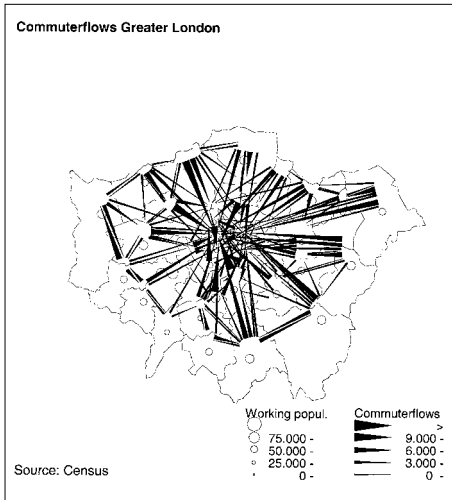 Commuterflows Greater London
Working popul.
75.000 -
50.000 -
25.000 -
-
Commuterflows
>
9.000 -
6.000 -
3.000 -
0 -
Source: Census